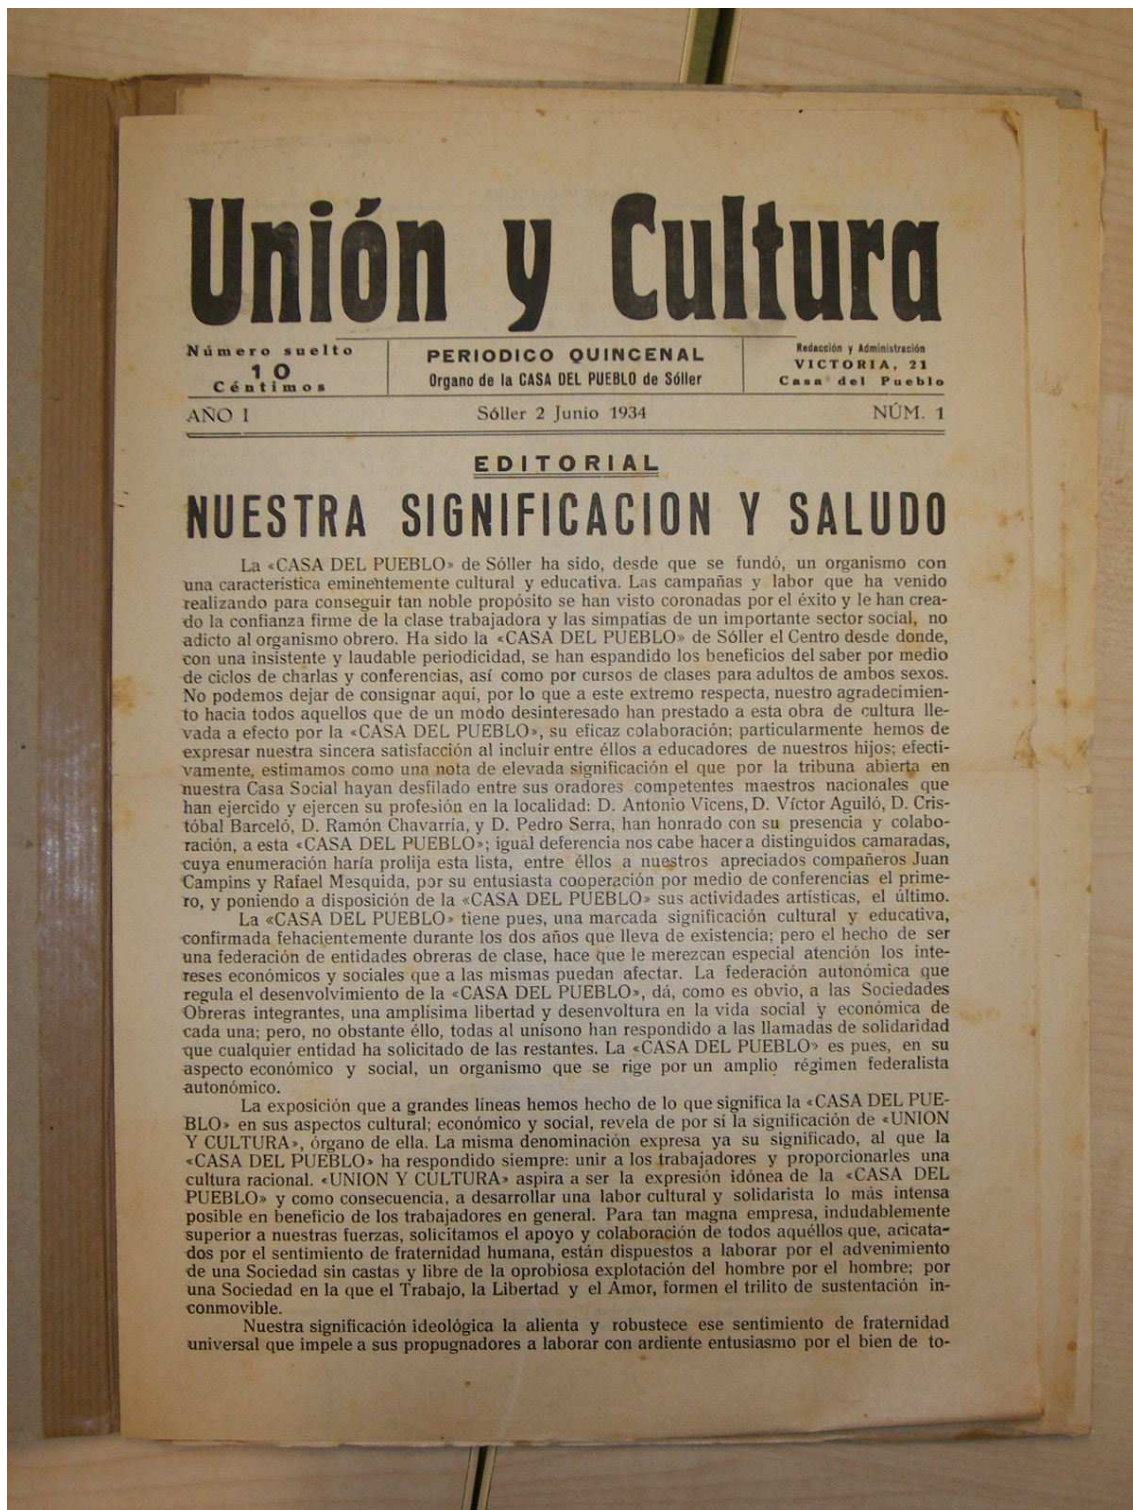 Unión y Cultura
Número suelto
10
Céntimos
PERIODICO QUINCENAL
Organo de la CASA DEL PUEBLO de Sóller
Redacción y Administración
VICTORIA, 21
Casa del Pueblo
AÑO I
Sóller 2 Junio 1934
NÚM. 1
EDITORIAL
NUESTRA SIGNIFICACION Y SALUDO
La «CASA DEL PUEBLO» de Sóller ha sido, desde que se fundó, un organismo con
una característica eminentemente cultural y educativa. Las campañas y labor que ha venido
realizando para conseguir tan noble propósito se han visto coronadas por el éxito y le han crea-
do la confianza firme de la clase trabajadora y las simpatías de un importante sector social, no
adicto al organismo obrero. Ha sido la «CASA DEL PUEBLO» de Sóller el Centro desde donde,
con una insistente y laudable periodicidad, se han espandido los beneficios del saber por medio
de ciclos de charlas y conferencias, así como por cursos de clases para adultos de ambos sexos.
No podemos dejar de consignar aquí, por lo que a este extremo respecta, nuestro agradecimien-
to hacia todos aquellos que de un modo desinteresado han prestado a esta obra de cultura lle-
vada a efecto por la «CASA DEL PUEBLO», su eficaz colaboración; particularmente hemos de
expresar nuestra sincera satisfacción al incluir entre éllos a educadores de nuestros hijos; efecti-
vamente, estimamos como una nota de elevada significación el que por la tribuna abierta en
nuestra Casa Social hayan desfilado entre sus oradores competentes maestros nacionales que
han ejercido y ejercen su profesión en la localidad: D. Antonio Vicens, D. Víctor Aguiló, D. Cris-
tóbal Barceló, D. Ramón Chavarría, y D. Pedro Serra, han honrado con su presencia y colabo-
ración, a esta «CASA DEL PUEBLO»; igual deferencia nos cabe hacer a distinguidos camaradas,
cuya enumeración haría prolija esta lista, entre éllos a nuestros apreciados compañeros Juan
Campins y Rafael Mesquida, por su entusiasta cooperación por medio de conferencias el prime-
ro, y poniendo a disposición de la «CASA DEL PUEBLO» sus actividades artísticas, el último.
La «CASA DEL PUEBLO» tiene pues, una marcada significación cultural y educativa,
confirmada fehacientemente durante los dos años que lleva de existencia; pero el hecho de ser
una federación de entidades obreras de clase, hace que le merezcan especial atención los inte-
reses económicos y sociales que a las mismas puedan afectar. La federación autonómica que
regula el desenvolvimiento de la «CASA DEL PUEBLO», dá, como es obvio, a las Sociedades
Obreras integrantes, una amplísima libertad y desenvoltura en la vida social y económica de
cada una; pero, no obstante éllo, todas al unísono han respondido a las llamadas de solidaridad
que cualquier entidad ha solicitado de las restantes. La «CASA DEL PUEBLO» es pues, en su
aspecto económico y social, un organismo que se rige por un amplio régimen federalista
autonómico.
La exposición que a grandes líneas hemos hecho de lo que significa la «CASA DEL PUE-
BLO» en sus aspectos cultural; económico y social, revela de por sí la significación de «UNION
Y CULTURA», órgano de ella. La misma denominación expresa ya su significado, al que la
«CASA DEL PUEBLO» ha respondido siempre: unir a los trabajadores y proporcionarles una
cultura racional. «UNION Y CULTURA» aspira a ser la expresión idónea de la «CASA DEL
PUEBLO» y como consecuencia, a desarrollar una labor cultural y solidarista lo más intensa
posible en beneficio de los trabajadores en general. Para tan magna empresa, indudablemente
superior a nuestras fuerzas, solicitamos el apoyo y colaboración de todos aquéllos que, acicata-
dos por el sentimiento de fraternidad humana, están dispuestos a laborar por el advenimiento
de una Sociedad sin castas y libre de la oprobiosa explotación del hombre por el hombre; por
una Sociedad en la que el Trabajo, la Libertad y el Amor, formen el trilito de sustentación in-
conmovible.
Nuestra significación ideológica la alienta y robustece ese sentimiento de fraternidad
universal que impele a sus propugnadores a laborar con ardiente entusiasmo por el bien de to-